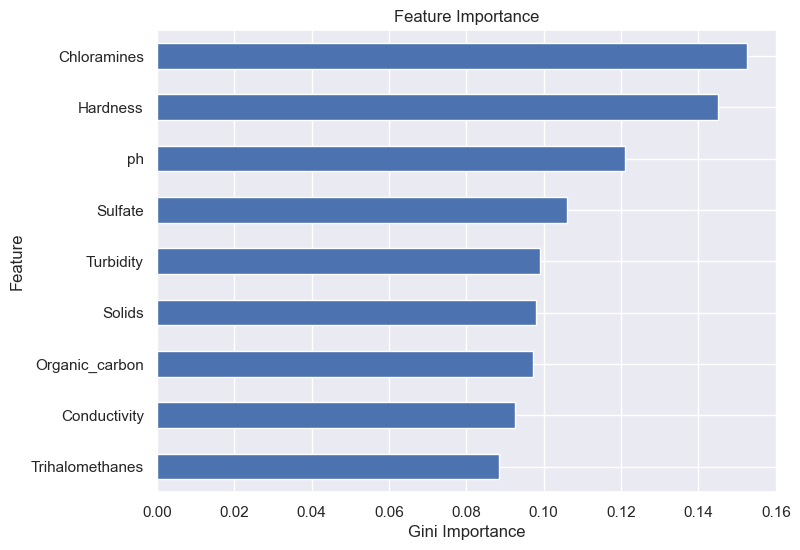 Feature Importance
Chloramines
Hardness
ph
Sulfate
Turbidity
Solids
Organic_carbon
Conductivity
Trihalomethanes
Feature
0.00 0.02 0.04 0.06 0.08 0.10 0.12 0.14 0.16
Gini Importance